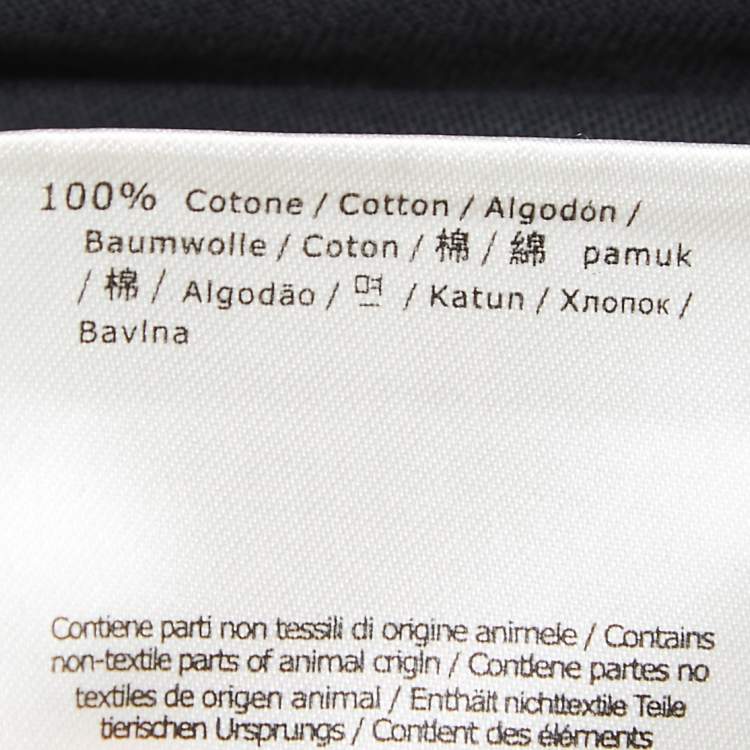 100% Cotone / Cotton / Algodón /
Baumwolle / Coton / 棉 / 綿 pamuk
/ 棉 / Algodão / 면 / Katun / Хлопок /
Bavlna
Contiene parti non tessili di origine animele / Contains
non-textile parts of animal crigln / Contiene partes no
textiles de origen animal / Enthält nichttextile Teile
tierischen Ursprungs / Contient des éléments